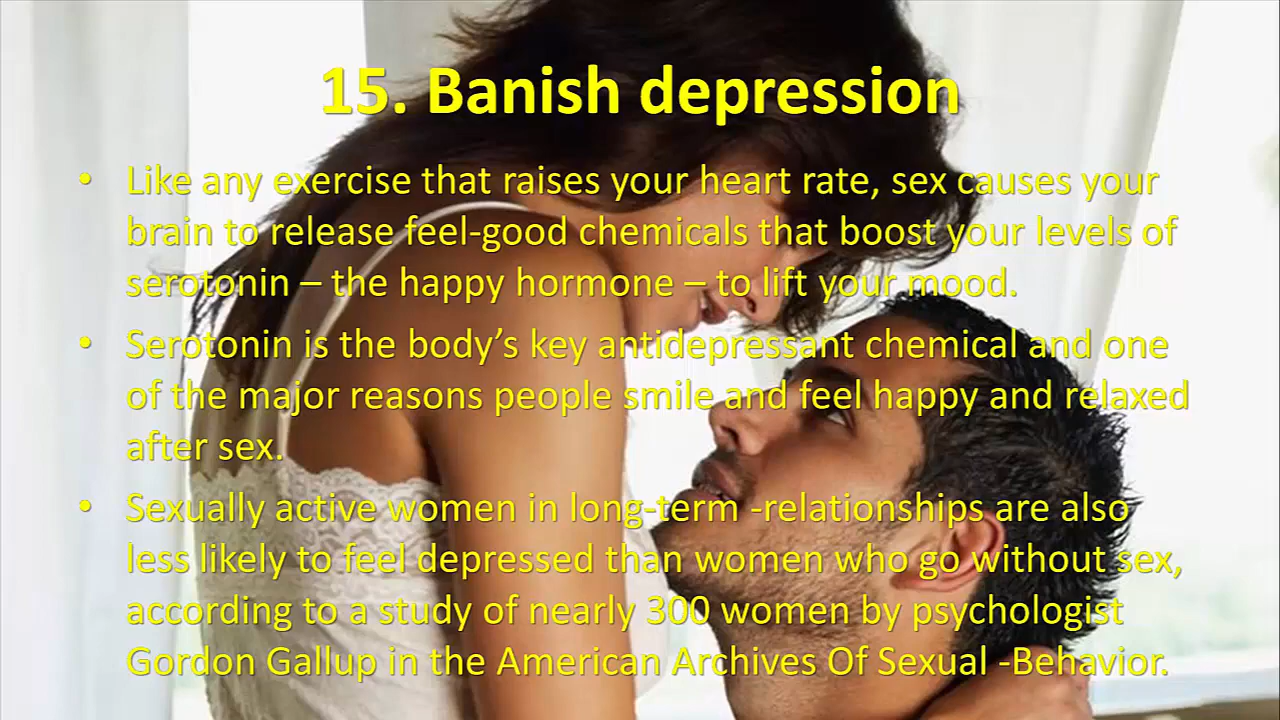 15. Banish depression
• Like any exercise that raises your heart rate, sex causes your
brain to release feel-good chemicals that boost your levels of
serotonin – the happy hormone – to lift your mood.
• Serotonin is the body’s key antidepressant chemical and one
of the major reasons people smile and feel happy and relaxed
after sex.
• Sexually active women in long-term -relationships are also
less likely to feel depressed than women who go without sex,
according to a study of nearly 300 women by psychologist
Gordon Gallup in the American Archives Of Sexual -Behavior.